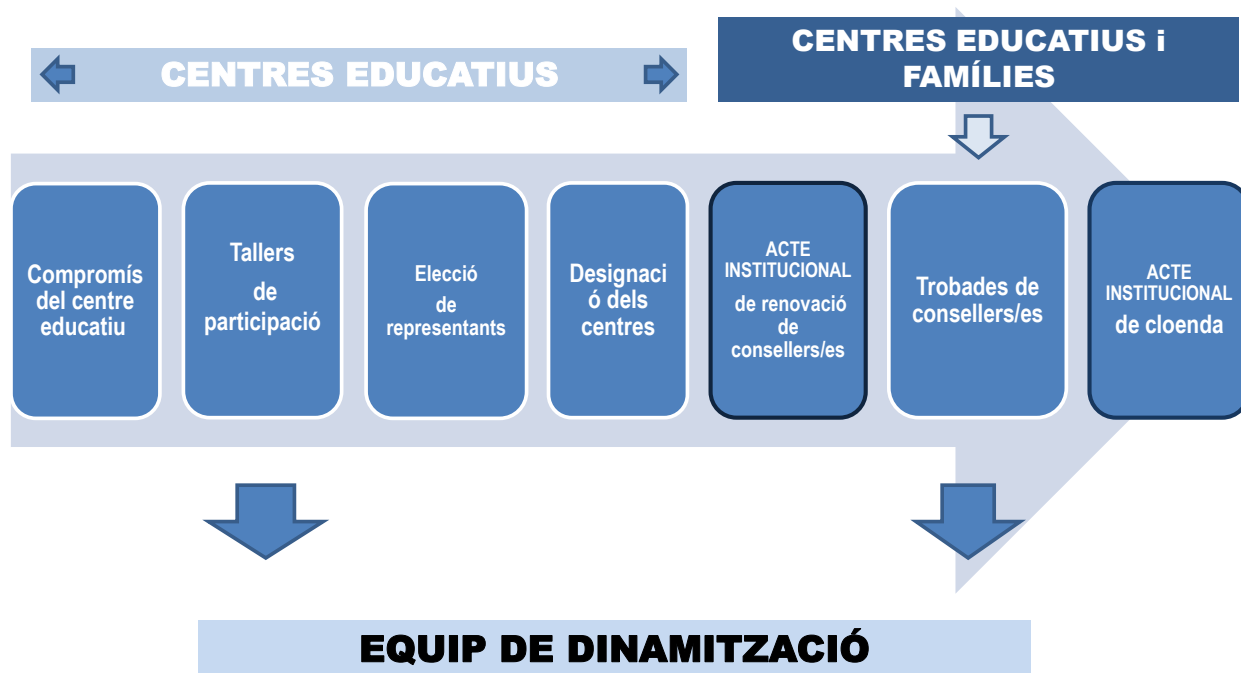 CENTRES EDUCATIUS
CENTRES EDUCATIUS i
FAMÍLIES
Compromís
del centre
educatiu
Tallers
de
participació
Elecció
de
representants
Designaci
ó dels
centres
ACTE
INSTITUCIONAL
de renovació
de
consellers/es
Trobades de
consellers/es
ACTE
INSTITUCIONAL
de cloenda
EQUIP DE DINAMITZACIÓ